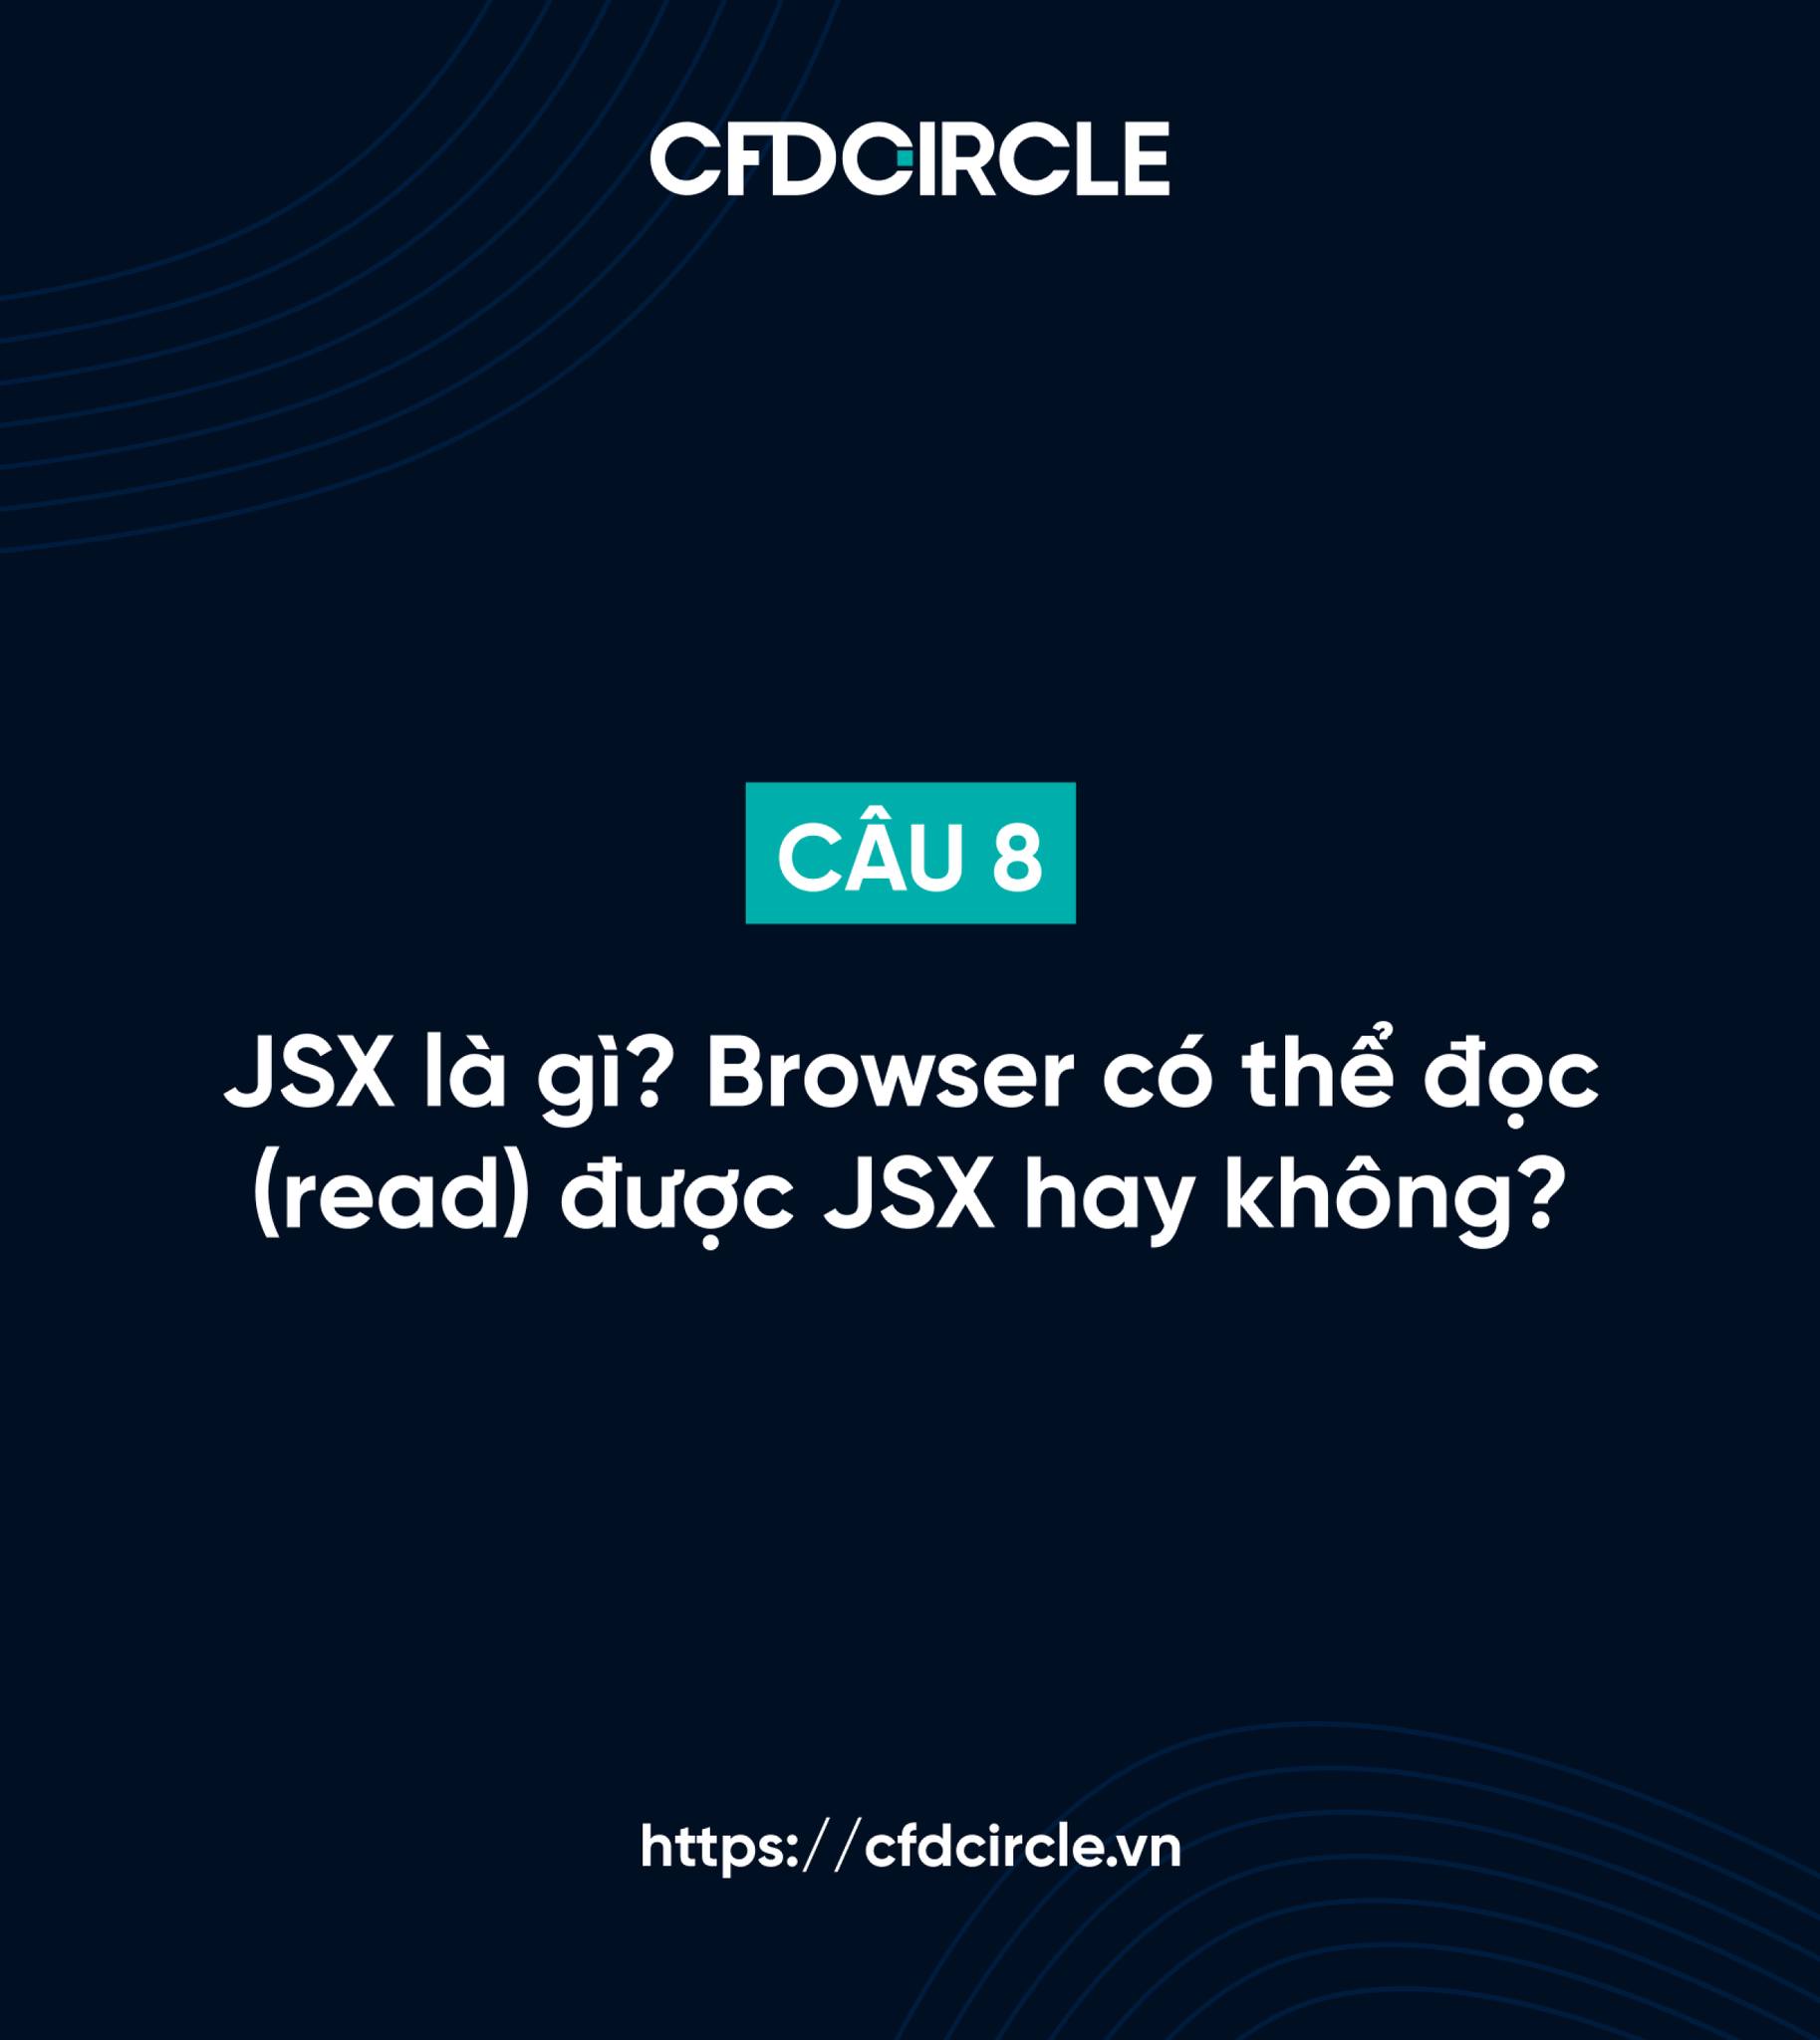 CFDCIRCLE
CÂU 8
JSX là gì? Browser có thể đọc
(read) được JSX hay không?
https://cfdcircle.vn